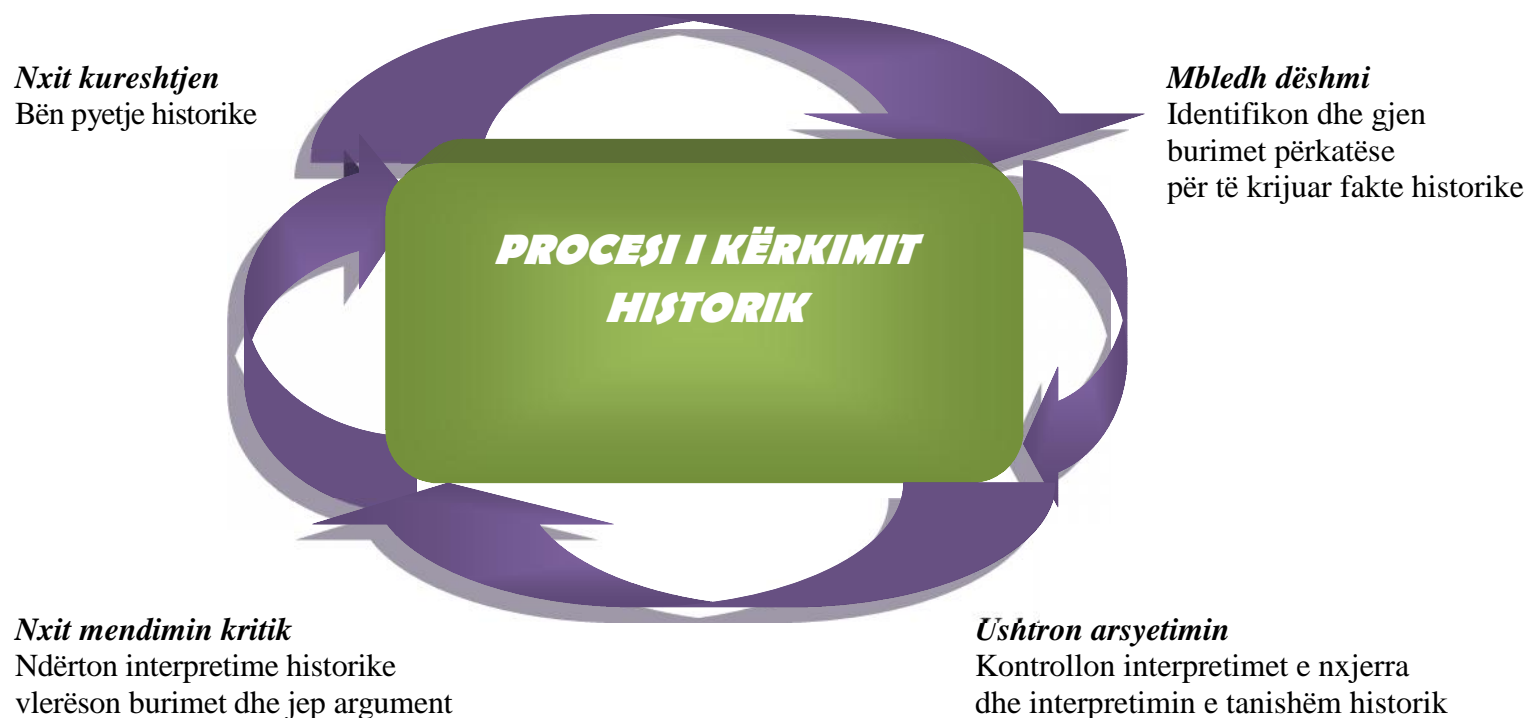 Nxit kureshtjen
Bën pyetje historike
Mbledh dëshmi
Identifikon dhe gjen
burimet përkatëse
për të krijuar fakte historike
PROCESI I KËRKIMIT
HISTORIK
Nxit mendimin kritik
Ndërton interpretime historike
vlerëson burimet dhe jep argument
Ushtron arsyetimin
Kontrollon interpretimet e nxjerra
dhe interpretimin e tanishëm historik